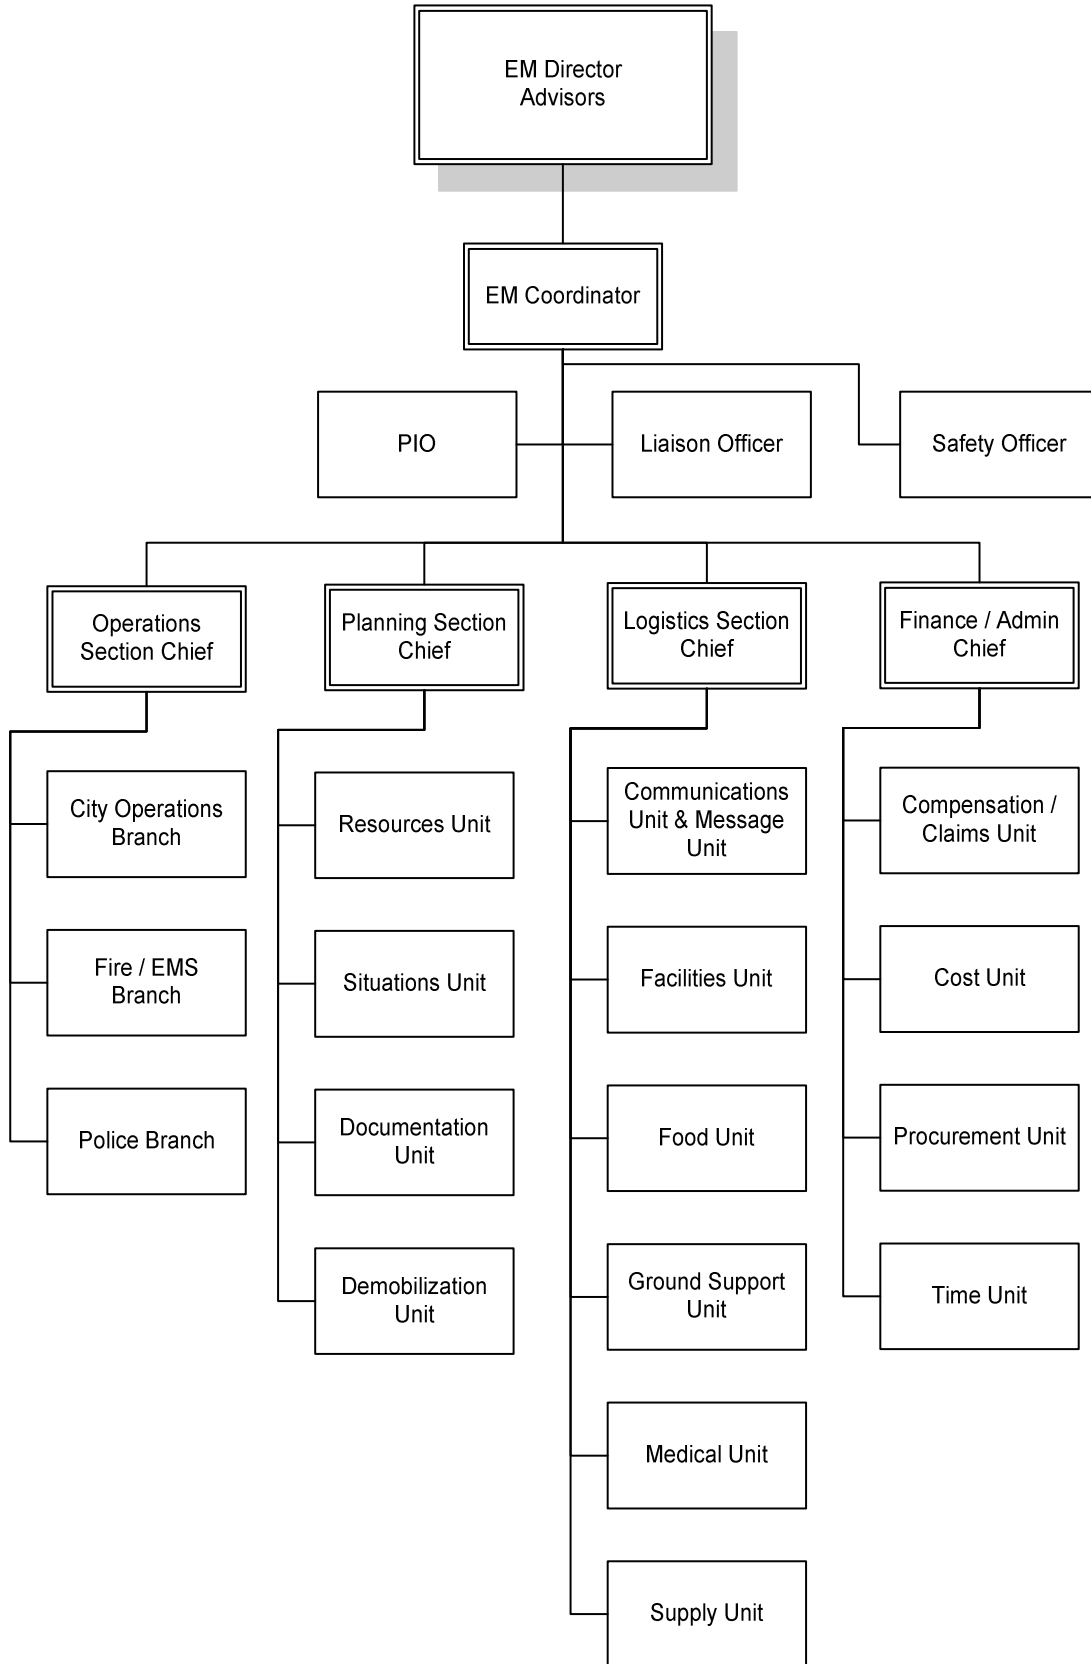 EM Director
Advisors
EM Coordinator
PIO
Liaison Officer
Safety Officer
Operations
Section Chief
Planning Section
Chief
Logistics Section
Chief
Finance / Admin
Chief
City Operations
Branch
Fire / EMS
Branch
Police Branch
Resources Unit
Situations Unit
Documentation
Unit
Demobilization
Unit
Communications
Unit & Message
Unit
Facilities Unit
Food Unit
Ground Support
Unit
Medical Unit
Supply Unit
Compensation /
Claims Unit
Cost Unit
Procurement Unit
Time Unit